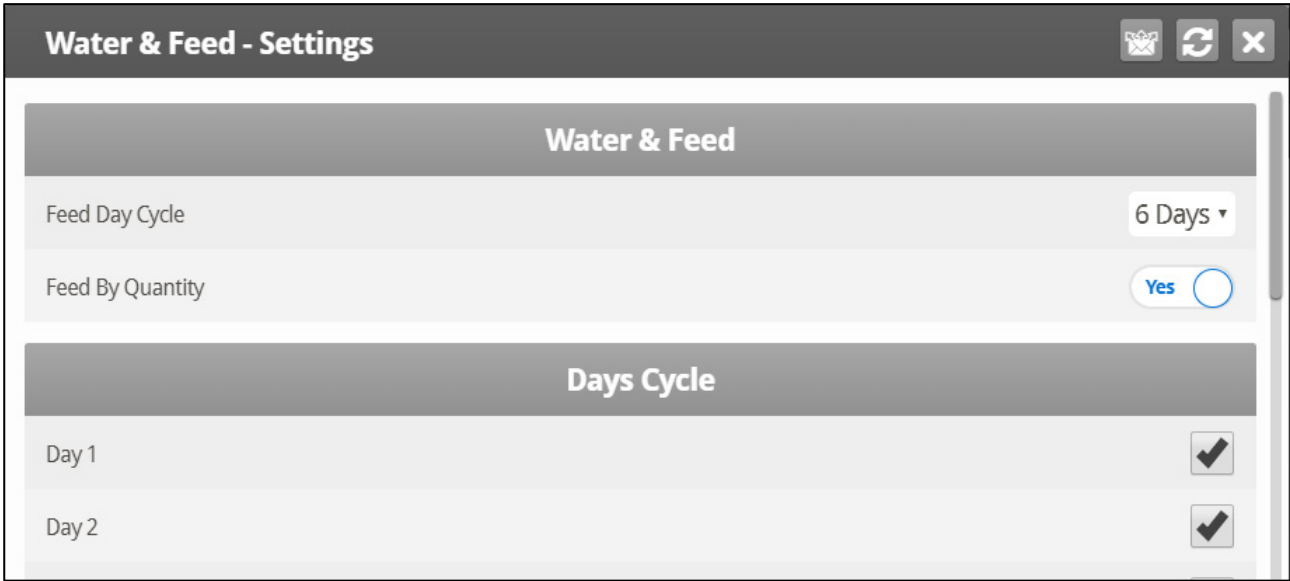 Water & Feed - Settings
Water & Feed
Feed Day Cycle
6 Days
Feed By Quantity
Yes
Days Cycle
Day 1
Day 2